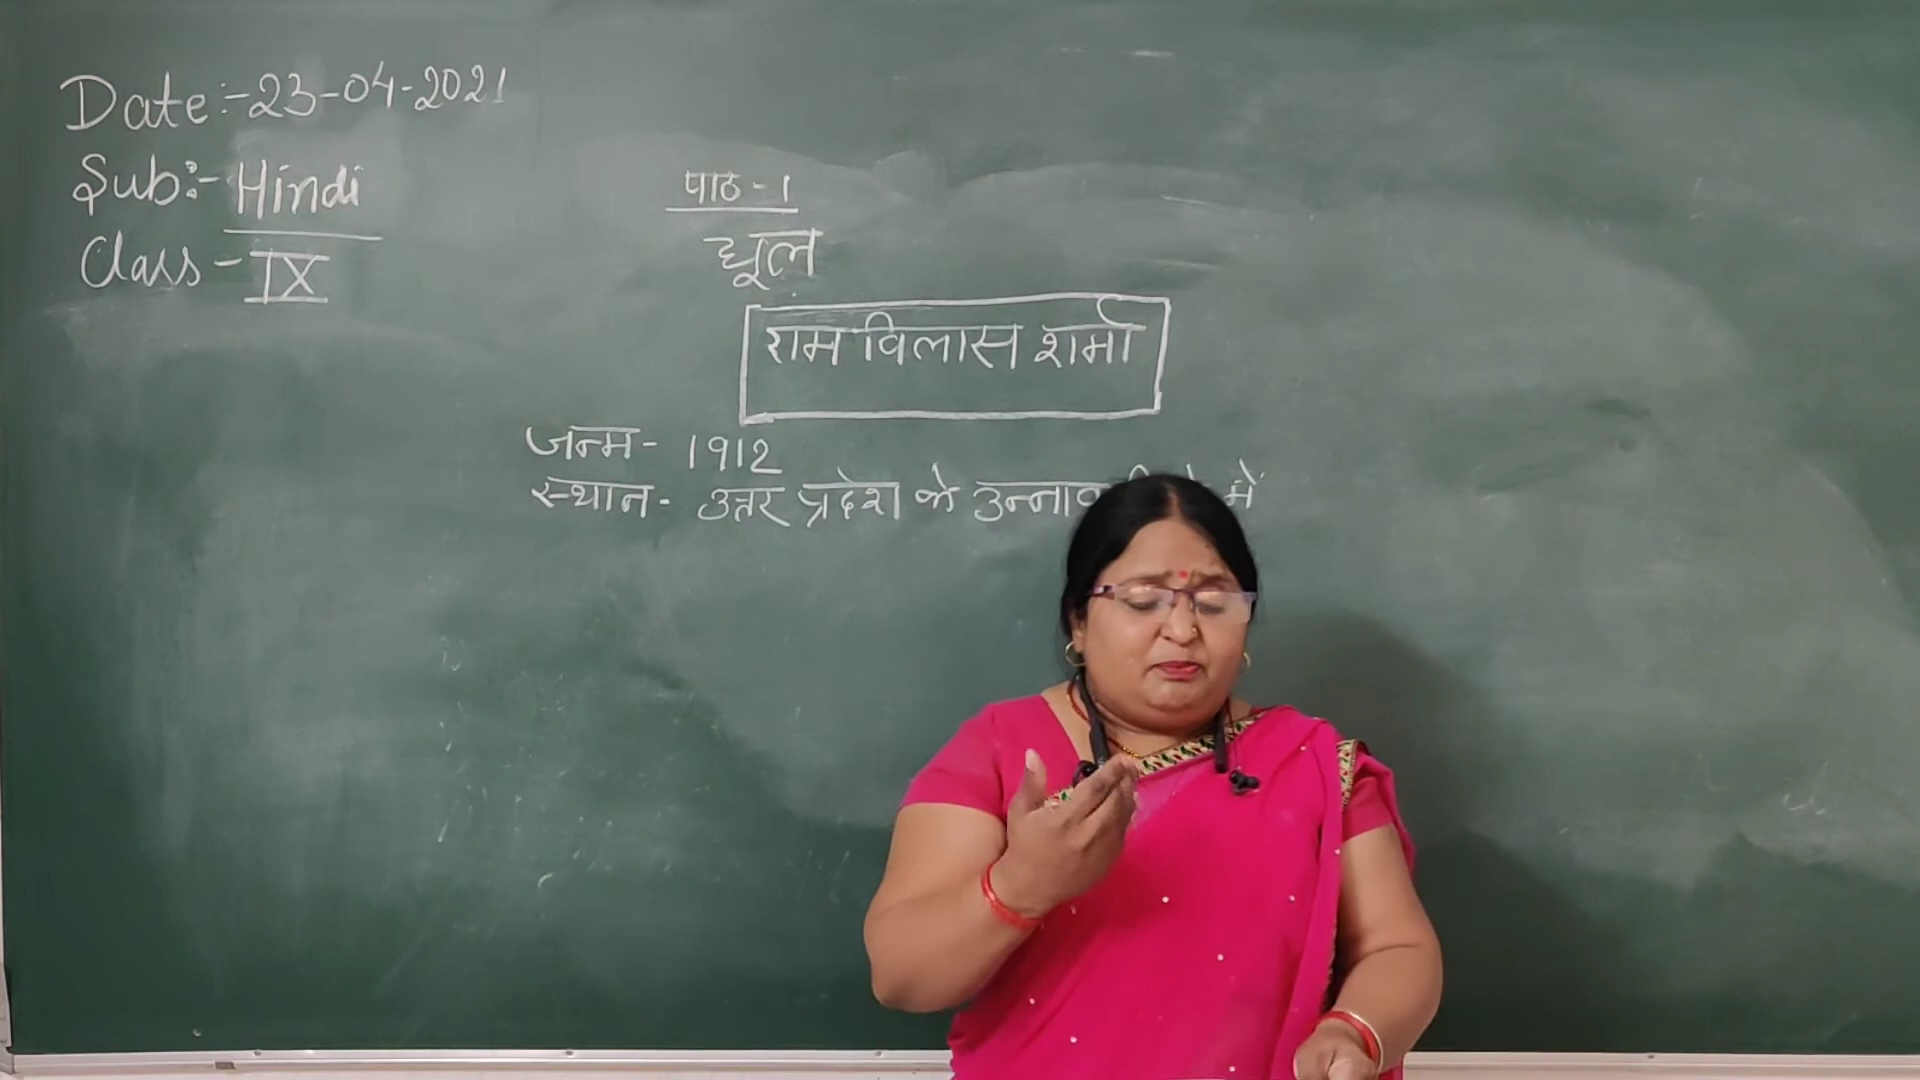 Date:-23-04-2021
Sub:- Hindi
Class - IX
पाठ - 1
धूल
राम विलास शर्मा
जन्म - 1912
स्थान - उत्तर प्रदेश के उन्नाव में